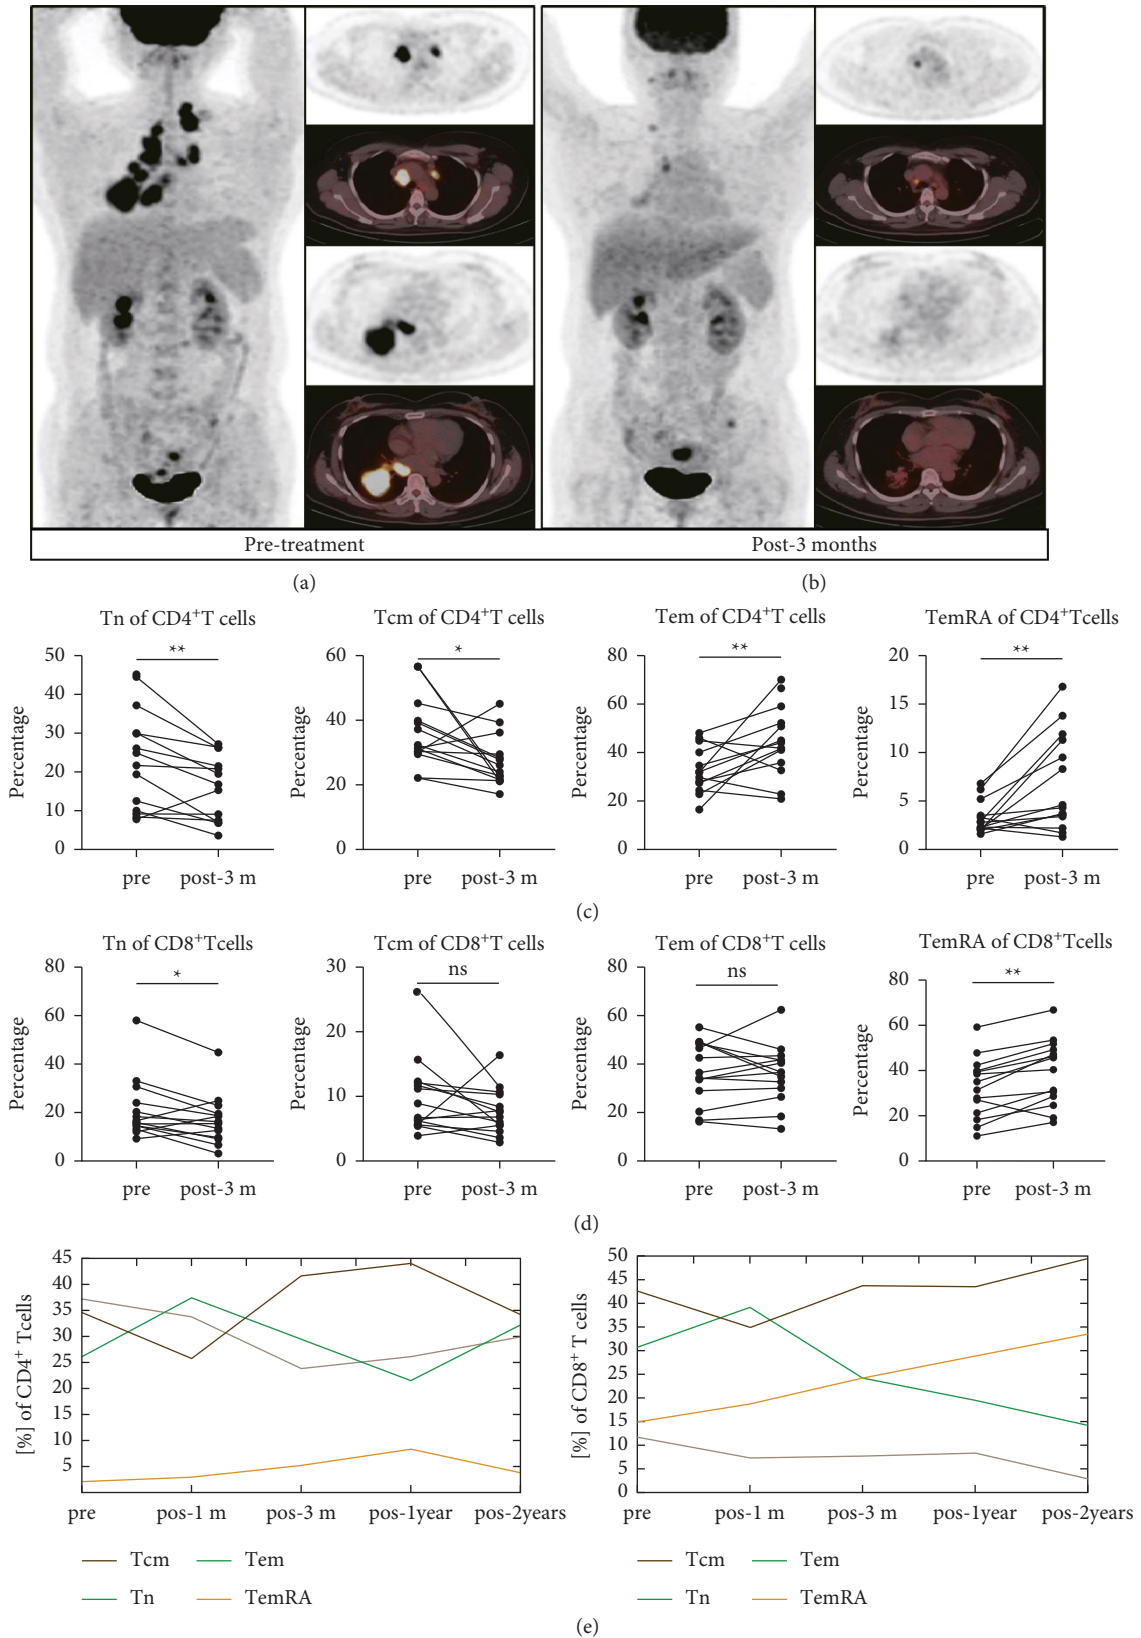 Pre-treatment
Post-3 months
(a)
(b)
Tn of CD4+T cells
Tcm of CD4+T cells
Tem of CD4+T cells
TemRA of CD4+Tcells
50
40
30
20
10
0
Percentage
**
pre
post-3 m
60
40
20
0
Percentage
*
pre
post-3 m
80
60
40
20
0
Percentage
**
pre
post-3 m
20
15
10
5
0
Percentage
**
pre
post-3 m
(c)
Tn of CD8+Tcells
Tcm of CD8+T cells
Tem of CD8+T cells
TemRA of CD8+Tcells
80
60
40
20
0
Percentage
*
pre
post-3 m
30
20
10
0
Percentage
ns
pre
post-3 m
80
60
40
20
0
Percentage
ns
pre
post-3 m
80
60
40
20
0
Percentage
**
pre
post-3 m
(d)
45
40
35
30
25
20
15
10
5
[%] of CD4+ Tcells
pre
pos-1 m
pos-3 m
pos-1year
pos-2years
Tcm
Tem
Tn
TemRA
50
45
40
35
30
25
20
15
10
5
0
[%] of CD8+ T cells
pre
pos-1 m
pos-3 m
pos-1year
pos-2years
Tcm
Tem
Tn
TemRA
(e)